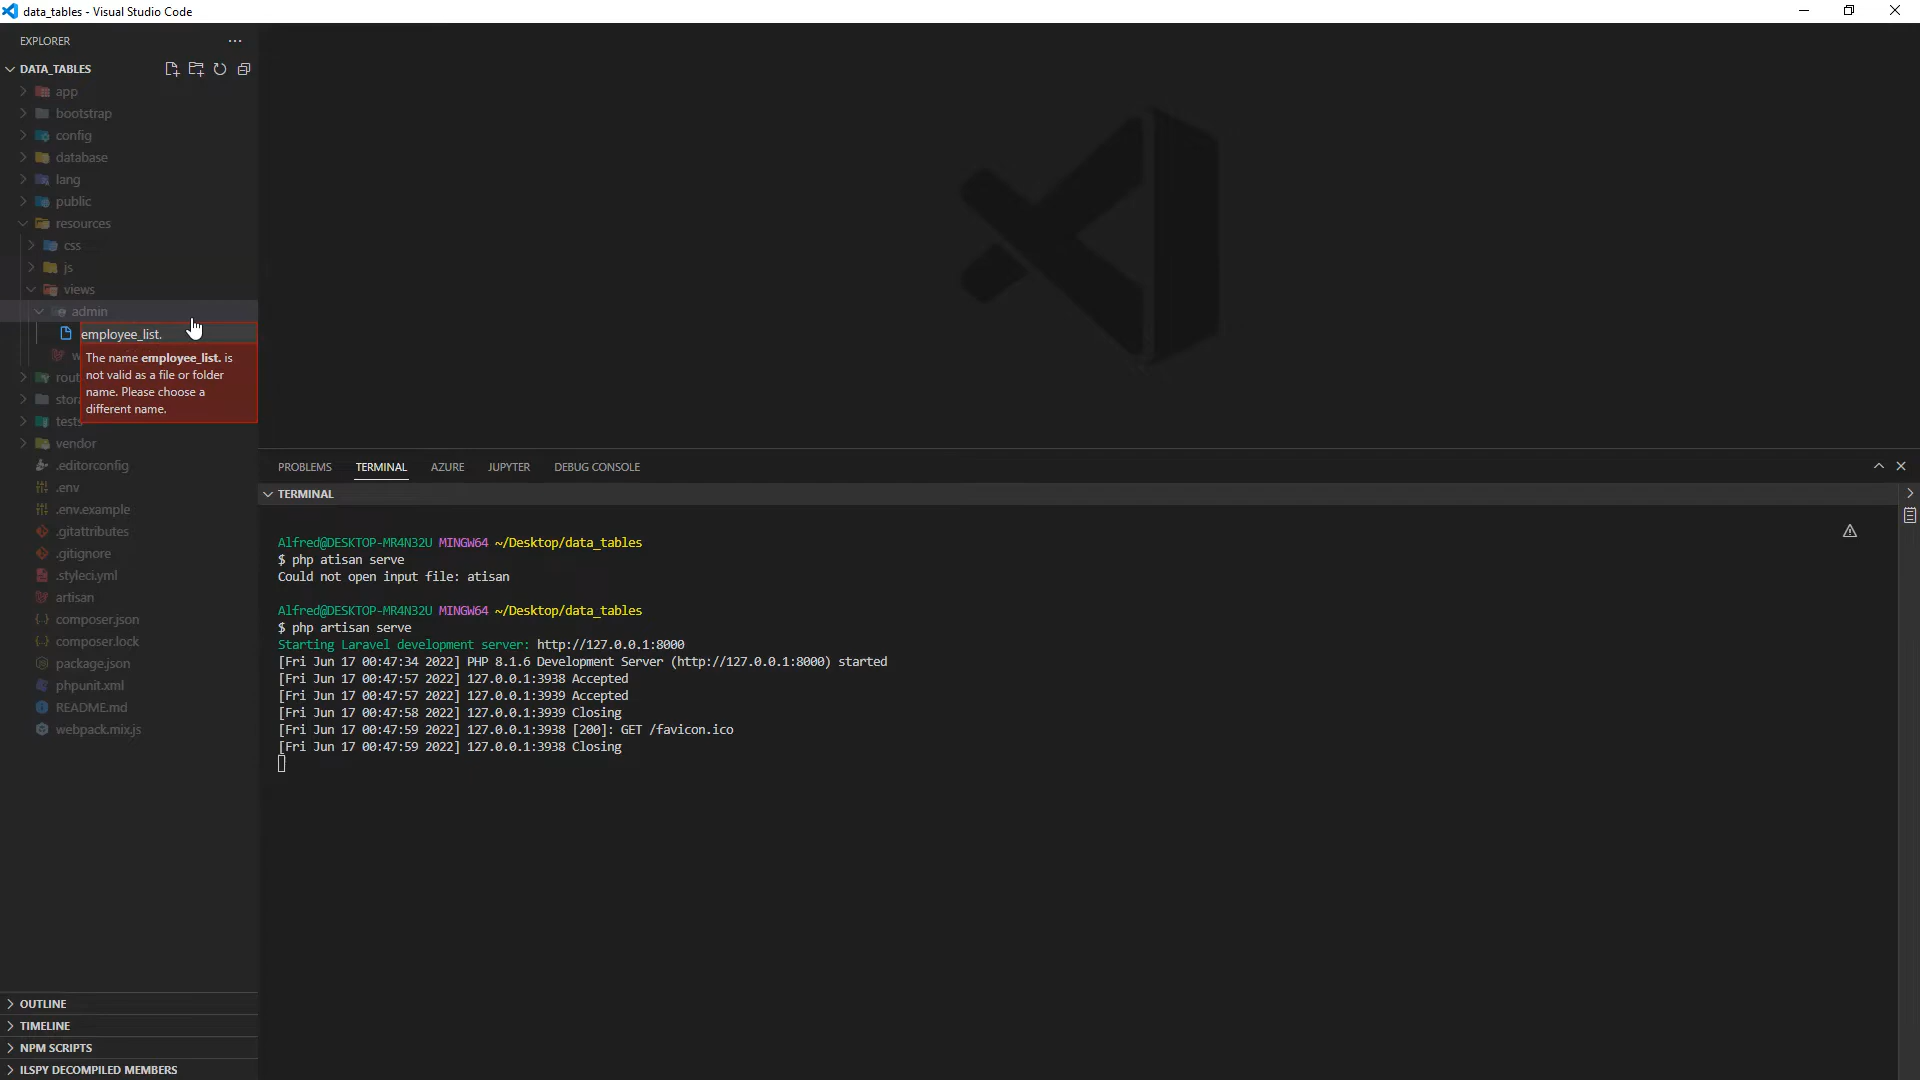 data_tables - Visual Studio Code
EXPLORER
DATA_TABLES
app
bootstrap
config
database
lang
public
resources
css
js
views
admin
employee_list.
The name employee_list. is
not valid as a file or folder
name. Please choose a
different name.
tests
vendor
.editorconfig
.env
.env.example
.gitattributes
.gitignore
.styleci.yml
artisan
composer.json
composer.lock
package.json
phpunit.xml
README.md
webpack.mix.js
OUTLINE
TIMELINE
NPM SCRIPTS
ILSPY DECOMPILED MEMBERS
PROBLEMS TERMINAL AZURE JUPYTER DEBUG CONSOLE
TERMINAL
Alfred@DESKTOP-MR4N32U MINGW64 ~/Desktop/data_tables
$ php atisan serve
Could not open input file: atisan
Alfred@DESKTOP-MR4N32U MINGW64 ~/Desktop/data_tables
$ php artisan serve
Starting Laravel development server: http://127.0.0.1:8000
[Fri Jun 17 00:47:34 2022] PHP 8.1.6 Development Server (http://127.0.0.1:8000) started
[Fri Jun 17 00:47:57 2022] 127.0.0.1:3938 Accepted
[Fri Jun 17 00:47:57 2022] 127.0.0.1:3939 Accepted
[Fri Jun 17 00:47:58 2022] 127.0.0.1:3939 Closing
[Fri Jun 17 00:47:59 2022] 127.0.0.1:3938 [200]: GET /favicon.ico
[Fri Jun 17 00:47:59 2022] 127.0.0.1:3938 Closing